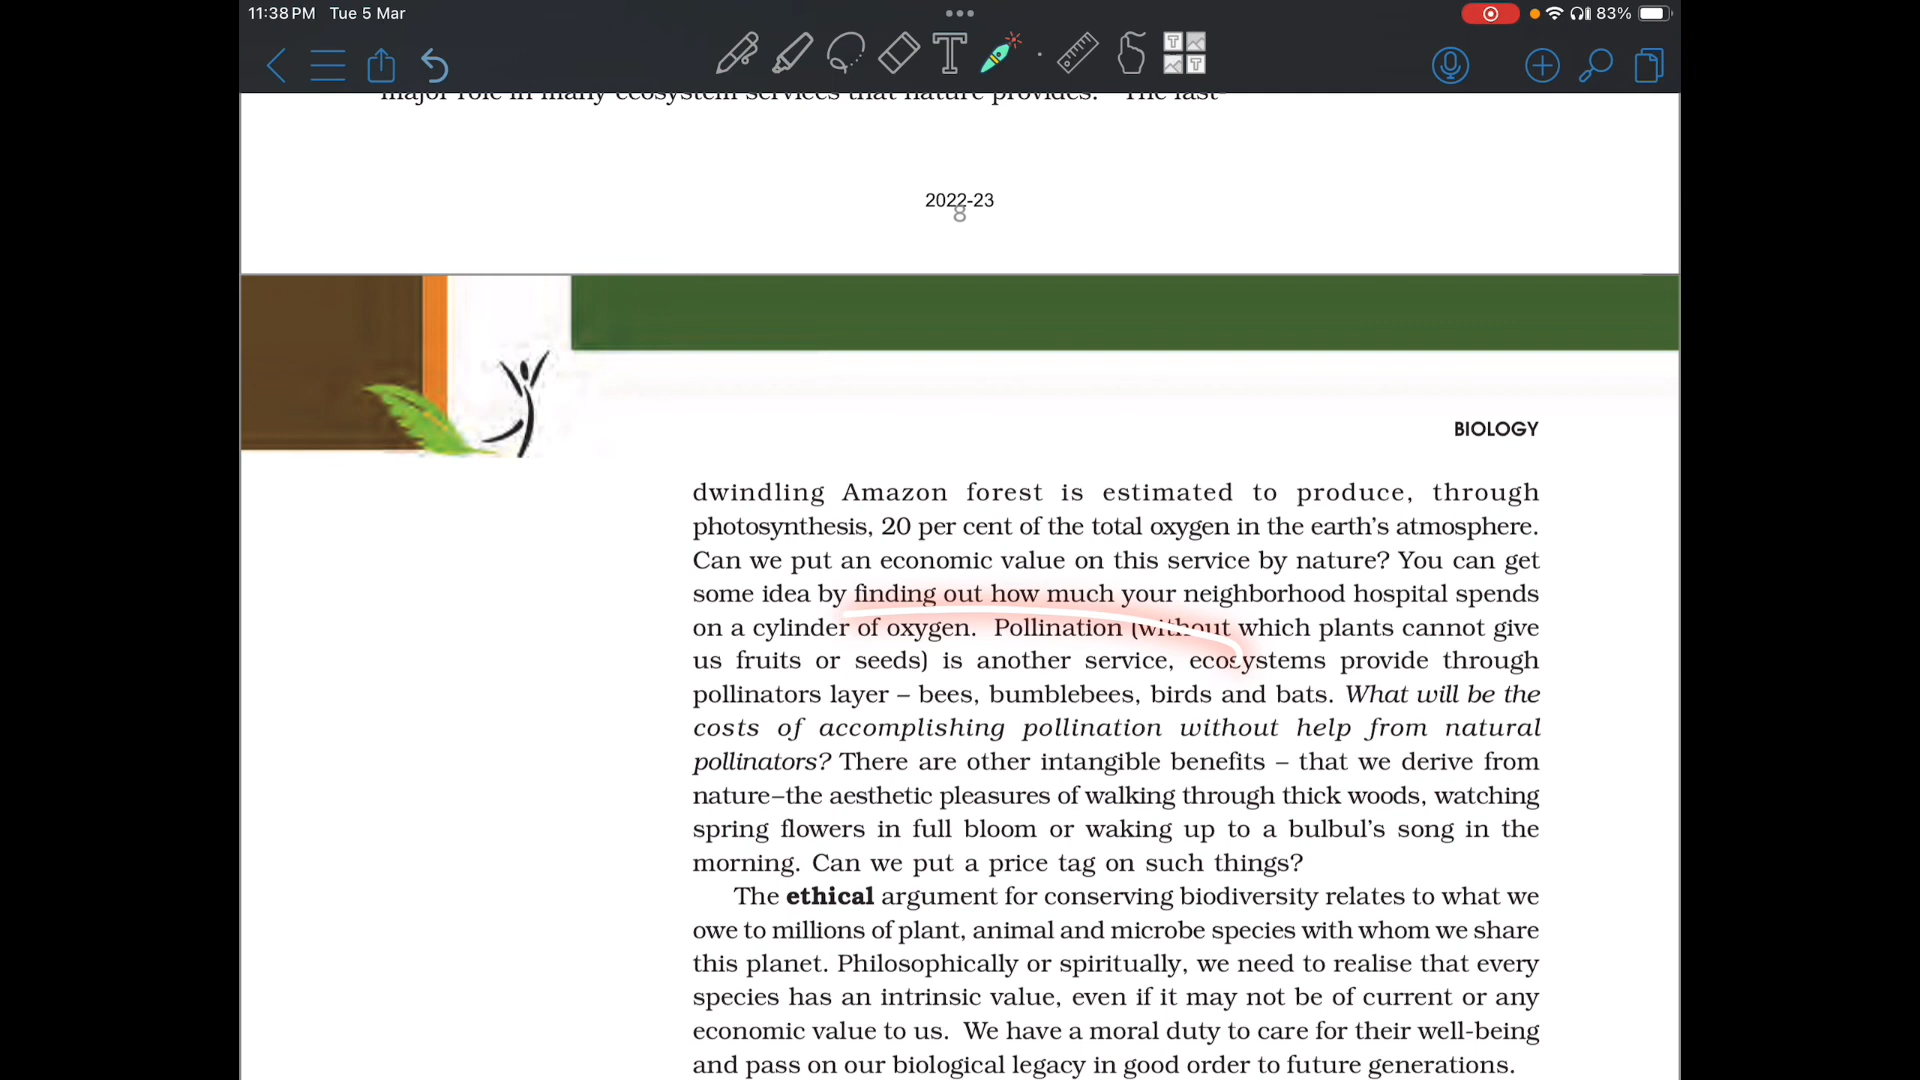 11:38 PM Tue 5 Mar
83%
major role in many ecosystem services that nature provides. The fast-
2022-23
8
BIOLOGY
dwindling Amazon forest is estimated to produce, through
photosynthesis, 20 per cent of the total oxygen in the earth's atmosphere.
Can we put an economic value on this service by nature? You can get
some idea by finding out how much your neighborhood hospital spends
on a cylinder of oxygen. Pollination (without which plants cannot give
us fruits or seeds) is another service, ecosystems provide through
pollinators layer – bees, bumblebees, birds and bats. What will be the
costs of accomplishing pollination without help from natural
pollinators? There are other intangible benefits – that we derive from
nature–the aesthetic pleasures of walking through thick woods, watching
spring flowers in full bloom or waking up to a bulbul's song in the
morning. Can we put a price tag on such things?
The ethical argument for conserving biodiversity relates to what we
owe to millions of plant, animal and microbe species with whom we share
this planet. Philosophically or spiritually, we need to realise that every
species has an intrinsic value, even if it may not be of current or any
economic value to us. We have a moral duty to care for their well-being
and pass on our biological legacy in good order to future generations.